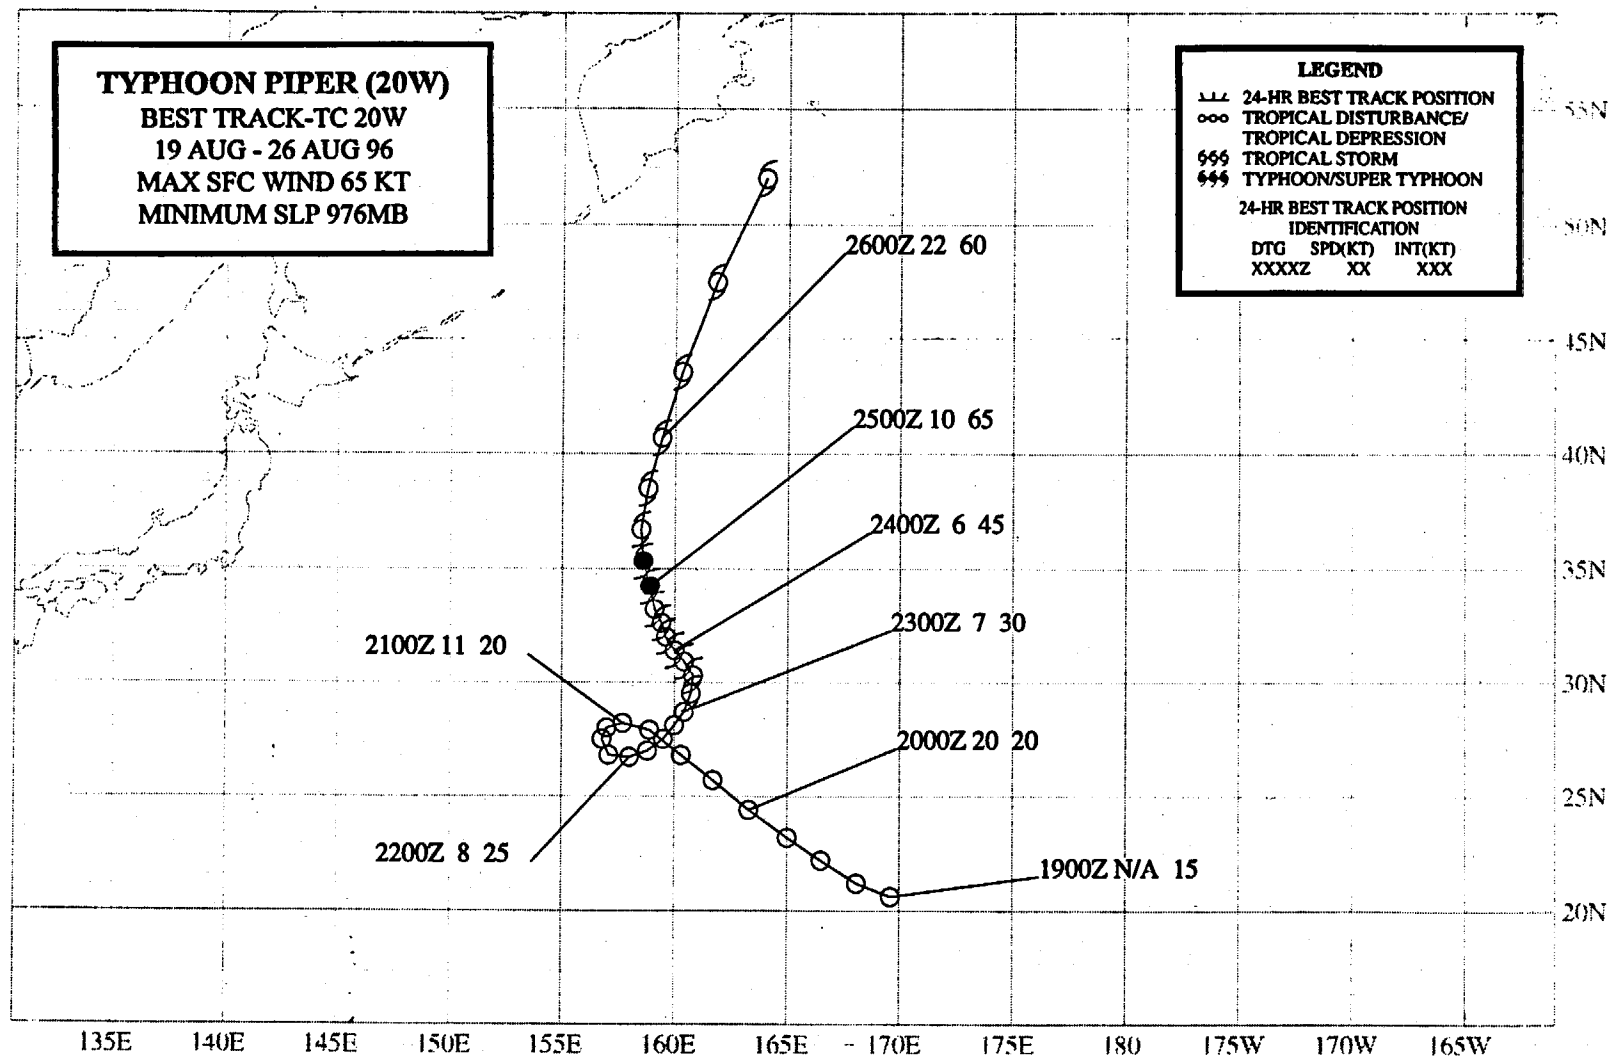 TYPHOON PIPER (20W)
BEST TRACK-TC 20W
19 AUG - 26 AUG 96
MAX SFC WIND 65 KT
MINIMUM SLP 976MB
LEGEND
24-HR BEST TRACK POSITION
TROPICAL DISTURBANCE/
TROPICAL DEPRESSION
TROPICAL STORM
TYPHOON/SUPER TYPHOON
24-HR BEST TRACK POSITION
IDENTIFICATION
DTG SPD(KT) INT(KT)
XXXXZ XX XXX
55N
50N
2600Z 22 60
45N
2500Z 10 65
40N
2400Z 6 45
35N
2300Z 7 30
2100Z 11 20
30N
2000Z 20 20
25N
2200Z 8 25
1900Z N/A 15
20N
135E 140E 145E 150E 155E 160E 165E 170E 175E 180 175W 170W 165W